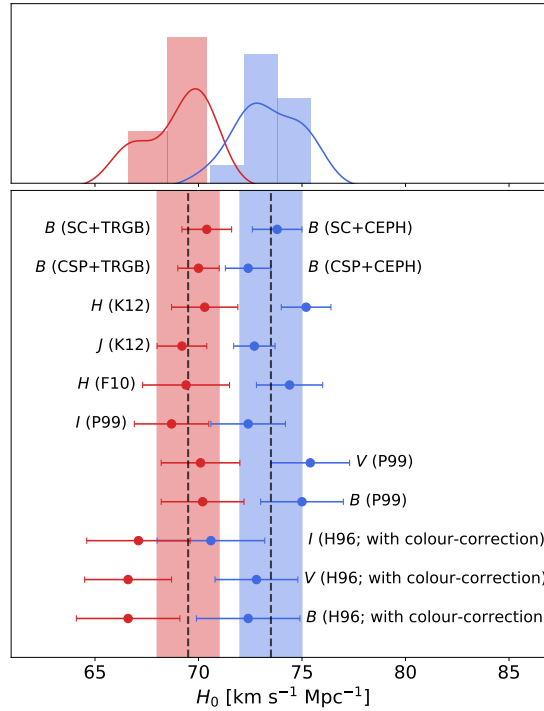 B (SC+TRGB) B (SC+CEPH)
B (CSP+TRGB) B (CSP+CEPH)
H (K12)
J (K12)
H (F10)
I (P99)
V (P99)
B (P99)
I (H96; with colour-correction)
V (H96; with colour-correction)
B (H96; with colour-correction
65 70 75 80 85
H₀ [km s⁻¹ Mpc⁻¹]